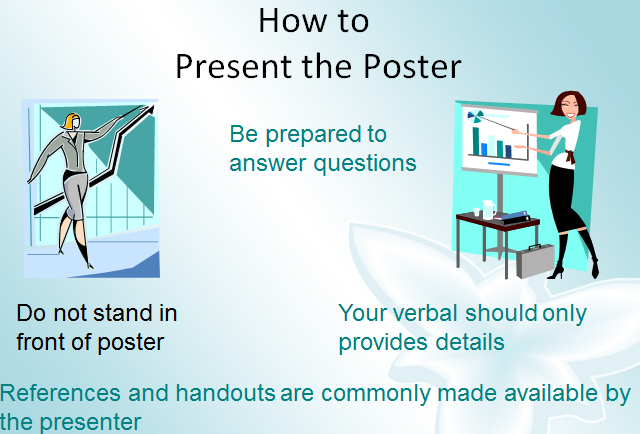 How to
Present the Poster
Be prepared to
answer questions
Do not stand in
front of poster
Your verbal should only
provides details
References and handouts are commonly made available by
the presenter